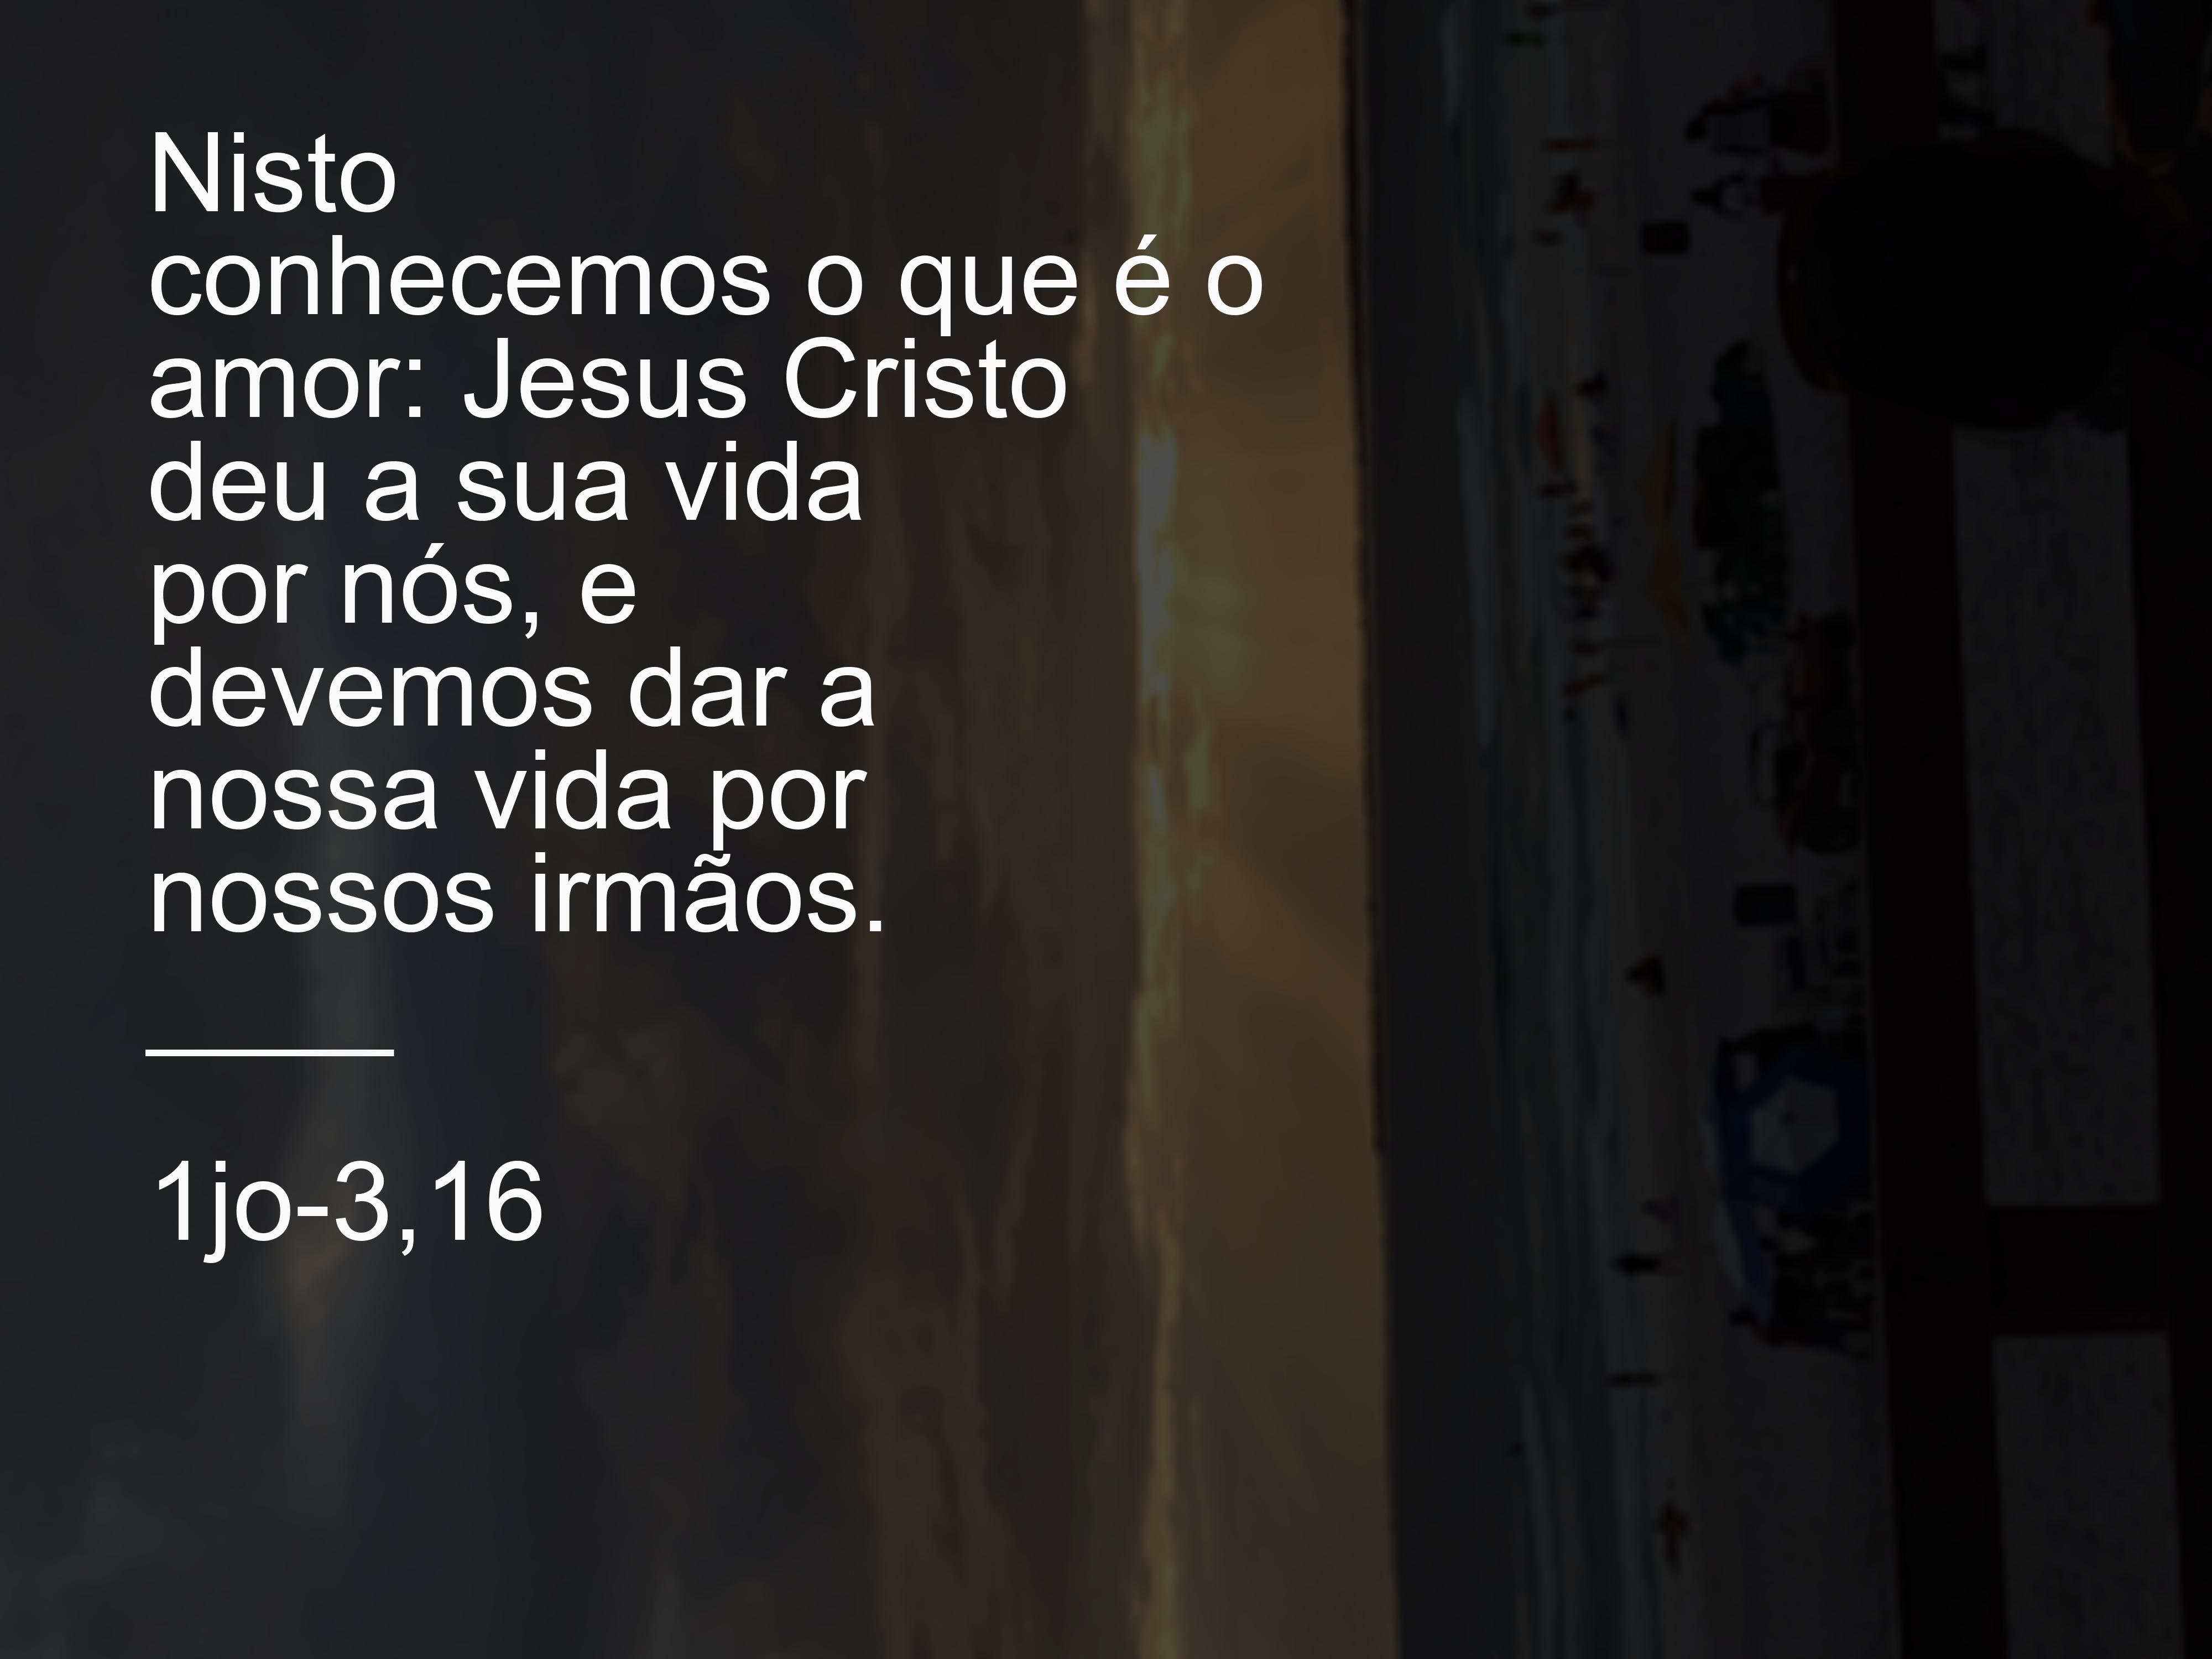 Nisto
conhecemos o que é o
amor: Jesus Cristo
deu a sua vida
por nós, e
devemos dar a
nossa vida por
nossos irmãos.
1jo-3,16